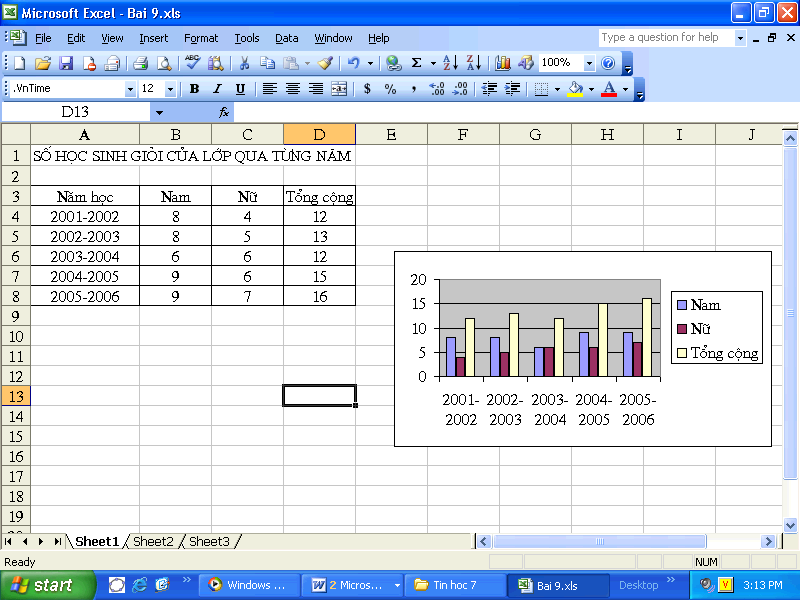 Microsoft Excel - Bai 9.xls
File Edit View Insert Format Tools Data Window Help Type a question for help
Σ A Z Z A 100%
.VnTime 12 B I U $ % , A
D13 fx
A B C D E F G H I J
1 SỐ HỌC SINH GIỎI CỦA LỚP QUA TỪNG NĂM
2
3 Năm học Nam Nữ Tổng cộng
4 2001-2002 8 4 12
5 2002-2003 8 5 13
6 2003-2004 6 6 12
7 2004-2005 9 6 15
8 2005-2006 9 7 16
9
10
11
12
13
14
15
16
17
18
19
20
15
10
5
0
2001-2002 2002-2003 2003-2004 2004-2005 2005-2006
Nam
Nữ
Tổng cộng
Sheet1 Sheet2 Sheet3
Ready NUM
start Windows ... 2 Micros... Tin hoc 7 Bai 9.xls Desktop V 3:13 PM